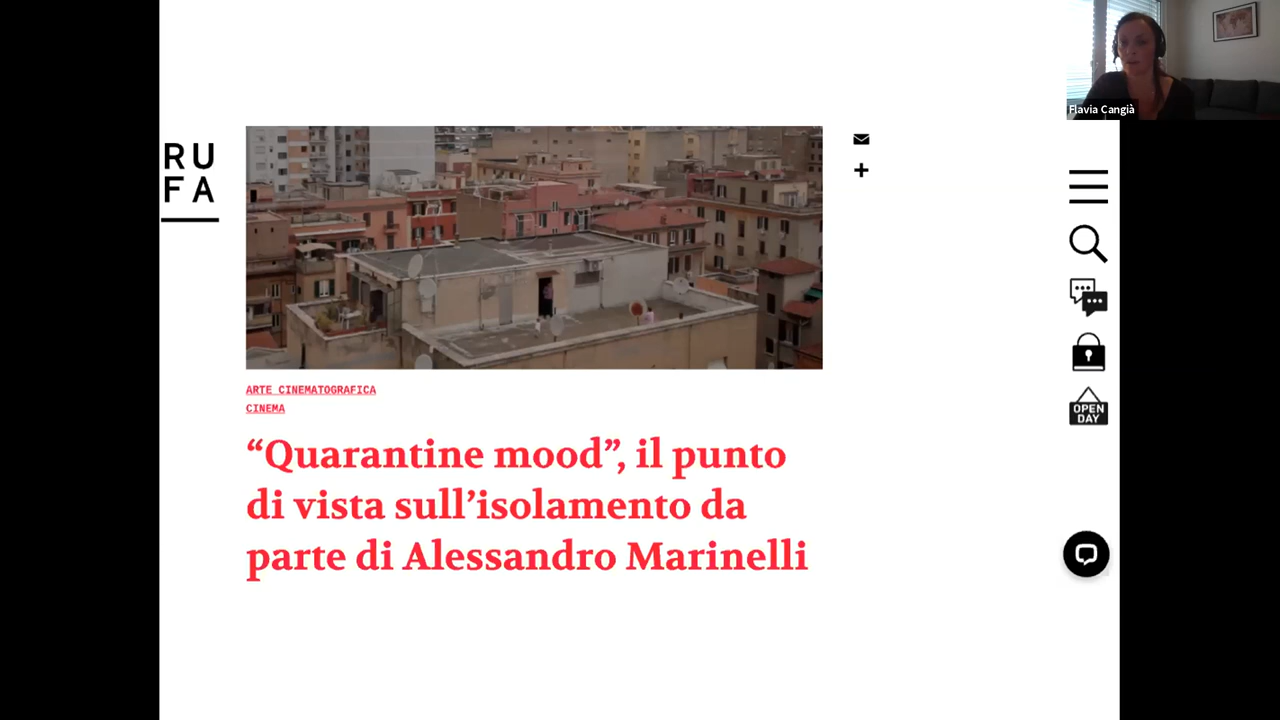 Flavia Cangià
RU
FA
ARTE CINEMATOGRAFICA
CINEMA
“Quarantine mood”, il punto
di vista sull’isolamento da
parte di Alessandro Marinelli
OPEN
DAY